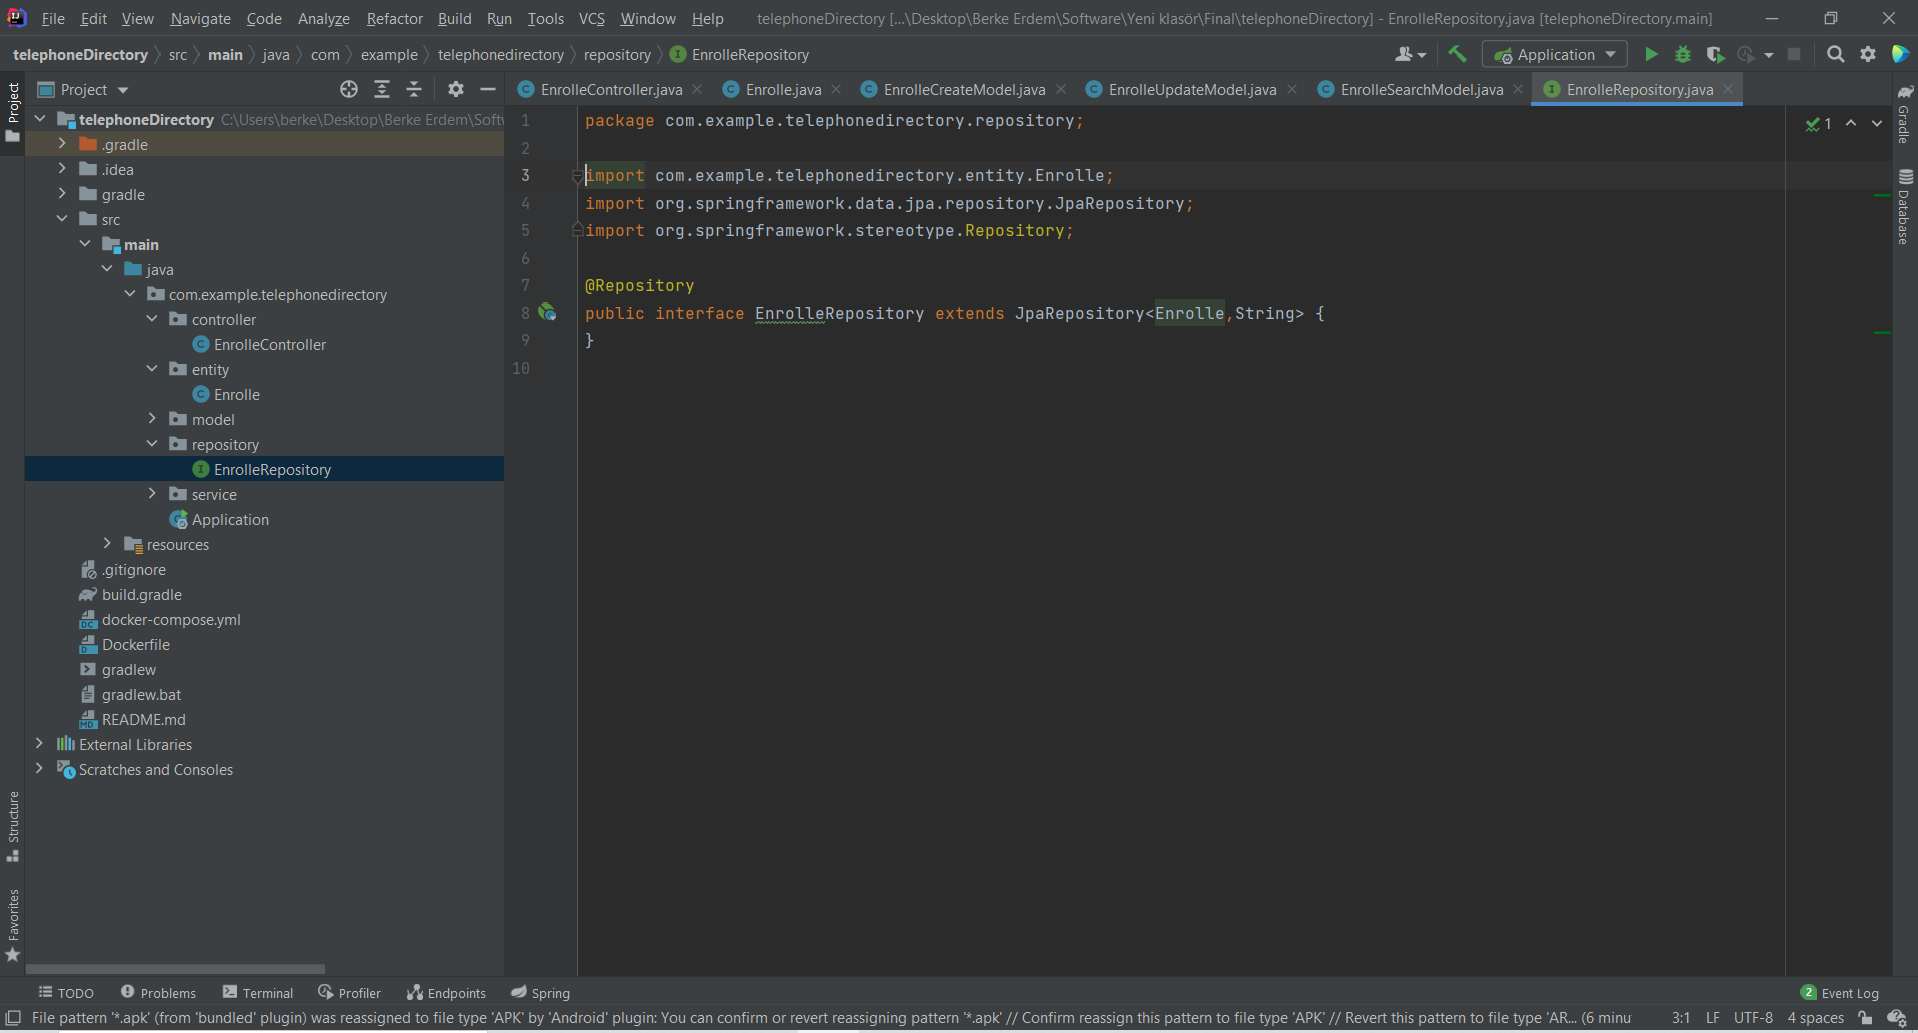 File Edit View Navigate Code Analyze Refactor Build Run Tools VCS Window Help telephoneDirectory [...\Desktop\Berke Erdem\Software\Yeni klasör\Final\telephoneDirectory] - EnrolleRepository.java [telephoneDirectory.main]
telephoneDirectory src main java com example telephonedirectory repository EnrolleRepository Application
Project
EnrolleController.java Enrolle.java EnrolleCreateModel.java EnrolleUpdateModel.java EnrolleSearchModel.java EnrolleRepository.java
Project
Structure
Favorites
telephoneDirectory C:\Users\berke\Desktop\Berke Erdem\Soft
.gradle
.idea
gradle
src
main
java
com.example.telephonedirectory
controller
EnrolleController
entity
Enrolle
model
repository
EnrolleRepository
service
Application
resources
.gitignore
build.gradle
docker-compose.yml
Dockerfile
gradlew
gradlew.bat
README.md
External Libraries
Scratches and Consoles
1 package com.example.telephonedirectory.repository;
2
3 import com.example.telephonedirectory.entity.Enrolle;
4 import org.springframework.data.jpa.repository.JpaRepository;
5 import org.springframework.stereotype.Repository;
6
7 @Repository
8 public interface EnrolleRepository extends JpaRepository<Enrolle,String> {
9 }
10
1
Gradle
Database
TODO Problems Terminal Profiler Endpoints Spring 2 Event Log
File pattern '*.apk' (from 'bundled' plugin) was reassigned to file type 'APK' by 'Android' plugin: You can confirm or revert reassigning pattern '*.apk' // Confirm reassign this pattern to file type 'APK' // Revert this pattern to file type 'AR... (6 minu 3:1 LF UTF-8 4 spaces